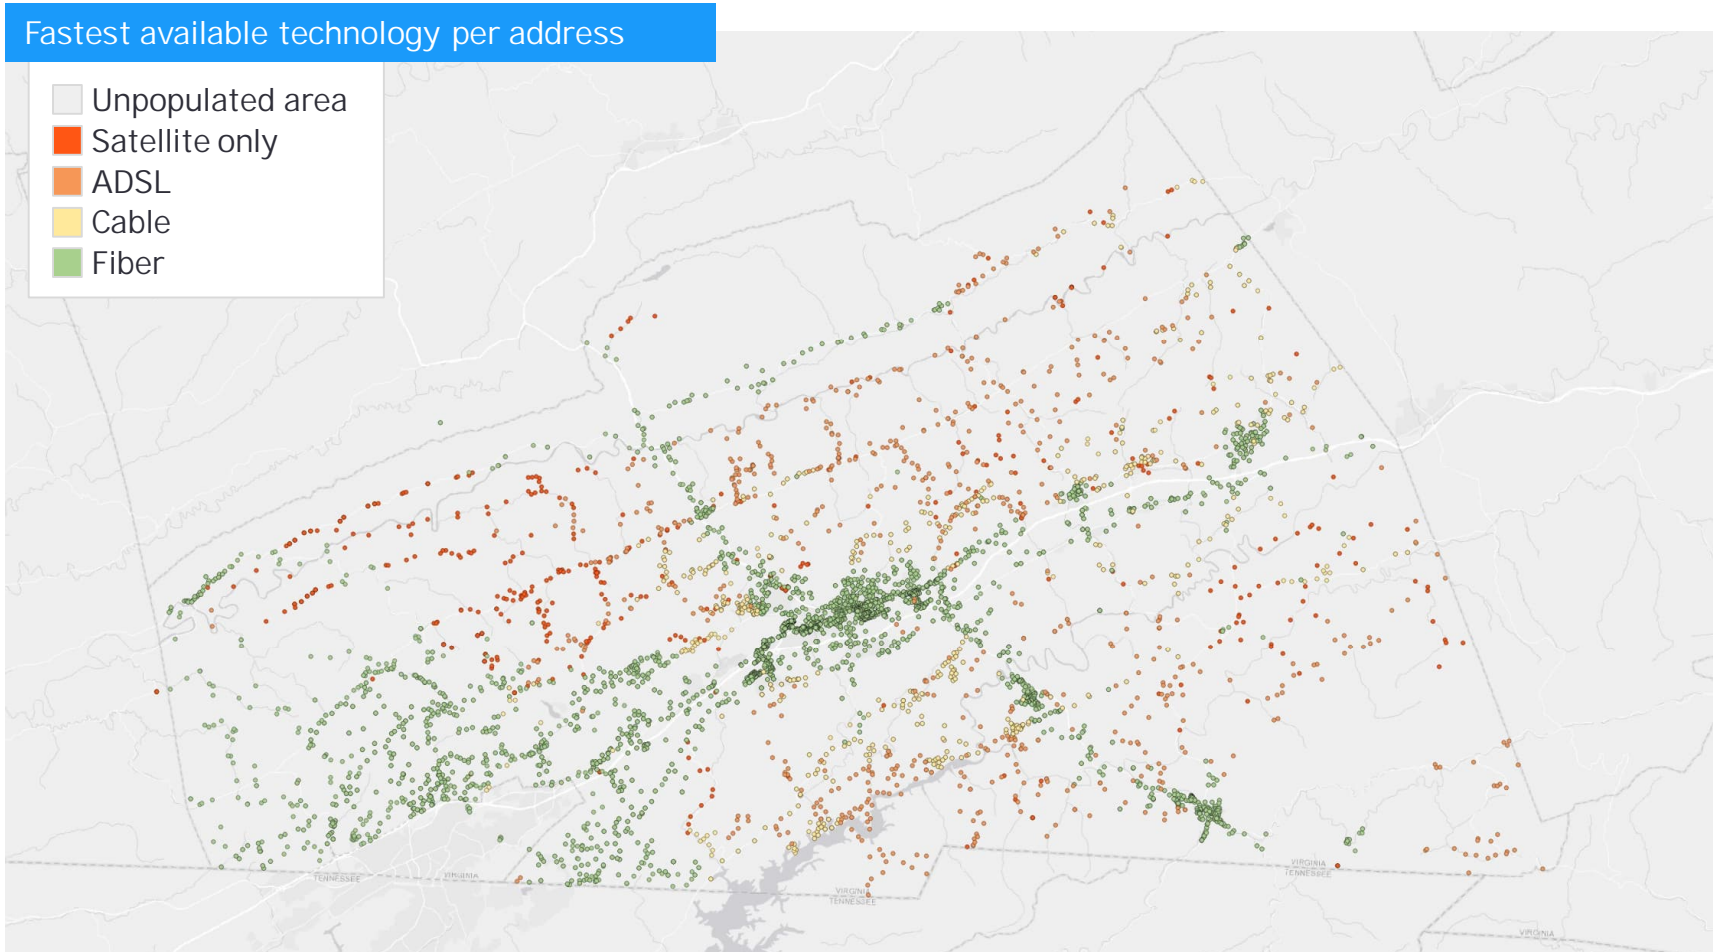 Fastest available technology per address
Unpopulated area
Satellite only
ADSL
Cable
Fiber
TENNESSEE
VIRGINIA
VIRGINIA
TENNESSEE
VIRGINIA
TENNESSEE
VIRGINIA